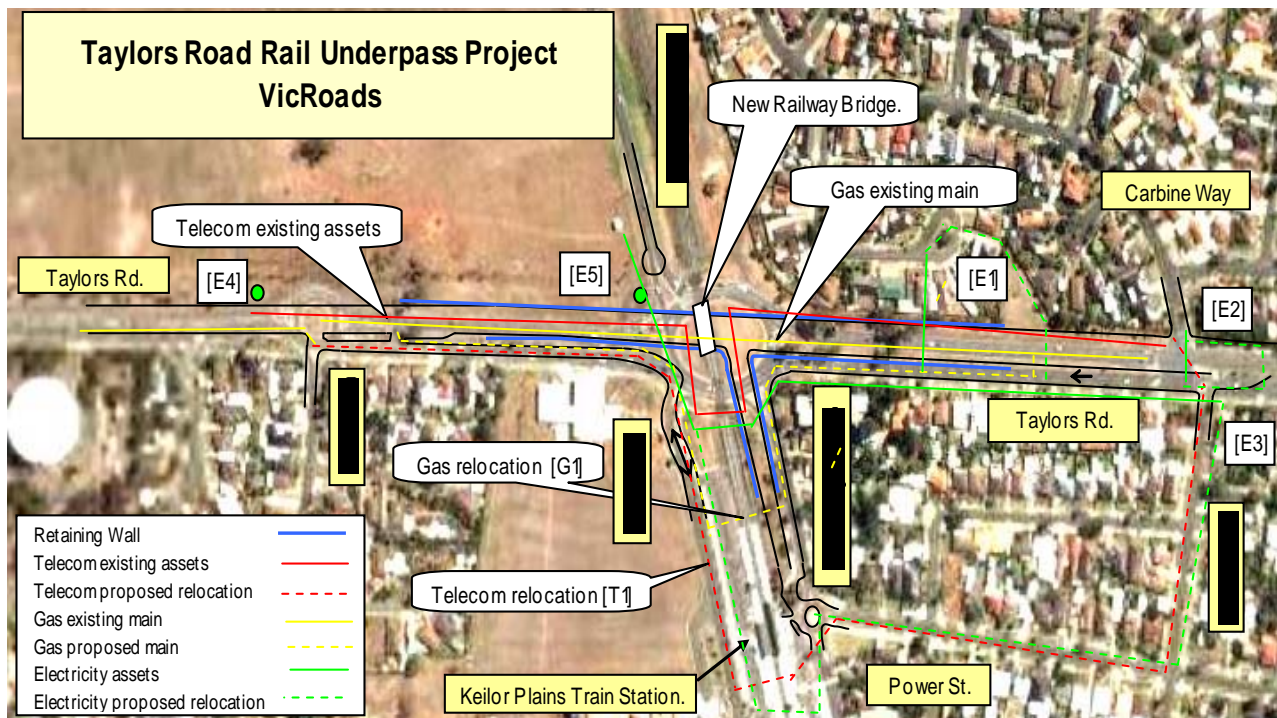 Taylors Road Rail Underpass Project
VicRoads
New Railway Bridge.
Gas existing main
Carbine Way
Telecom existing assets
Taylors Rd.
[E4]
[E5]
[E1]
[E2]
Taylors Rd.
[E3]
Gas relocation [G1]
Telecom relocation [T1]
Keilor Plains Train Station.
Power St.
Retaining Wall
Telecom existing assets
Telecom proposed relocation
Gas existing main
Gas proposed main
Electricity assets
Electricity proposed relocation